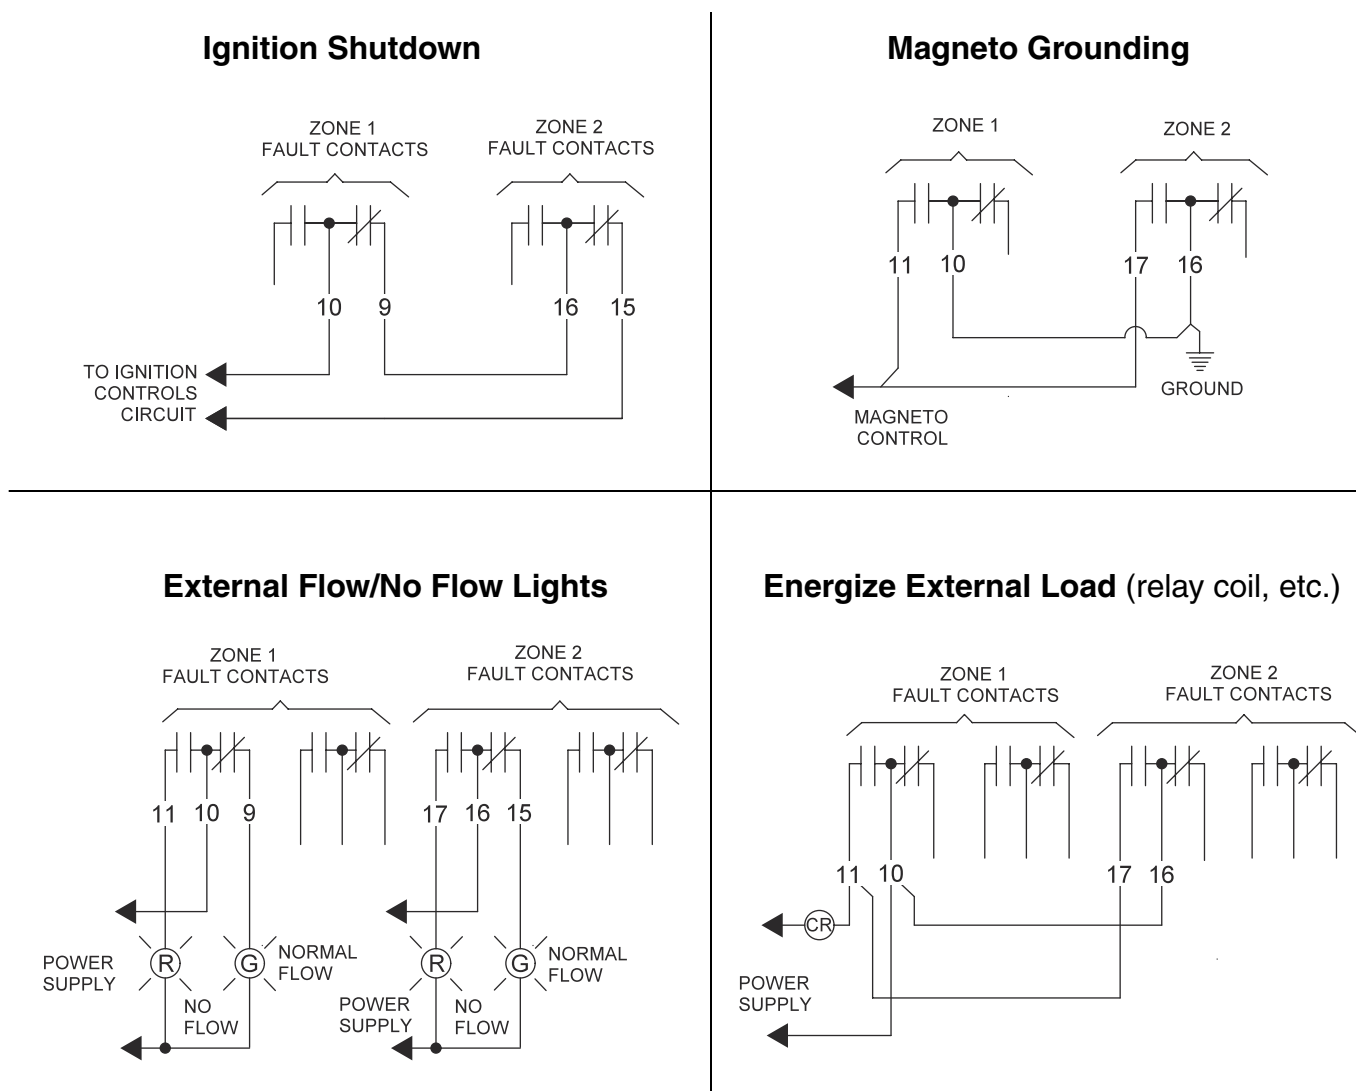 Ignition Shutdown
ZONE 1
FAULT CONTACTS
ZONE 2
FAULT CONTACTS
10
9
16
15
TO IGNITION
CONTROLS
CIRCUIT
Magneto Grounding
ZONE 1
ZONE 2
11
10
17
16
GROUND
MAGNETO
CONTROL
External Flow/No Flow Lights
ZONE 1
FAULT CONTACTS
ZONE 2
FAULT CONTACTS
11
10
9
17
16
15
POWER
SUPPLY
R
G
NORMAL
FLOW
NO
FLOW
POWER
SUPPLY
R
G
NORMAL
FLOW
NO
FLOW
Energize External Load (relay coil, etc.)
ZONE 1
FAULT CONTACTS
ZONE 2
FAULT CONTACTS
11
10
17
16
CR
POWER
SUPPLY